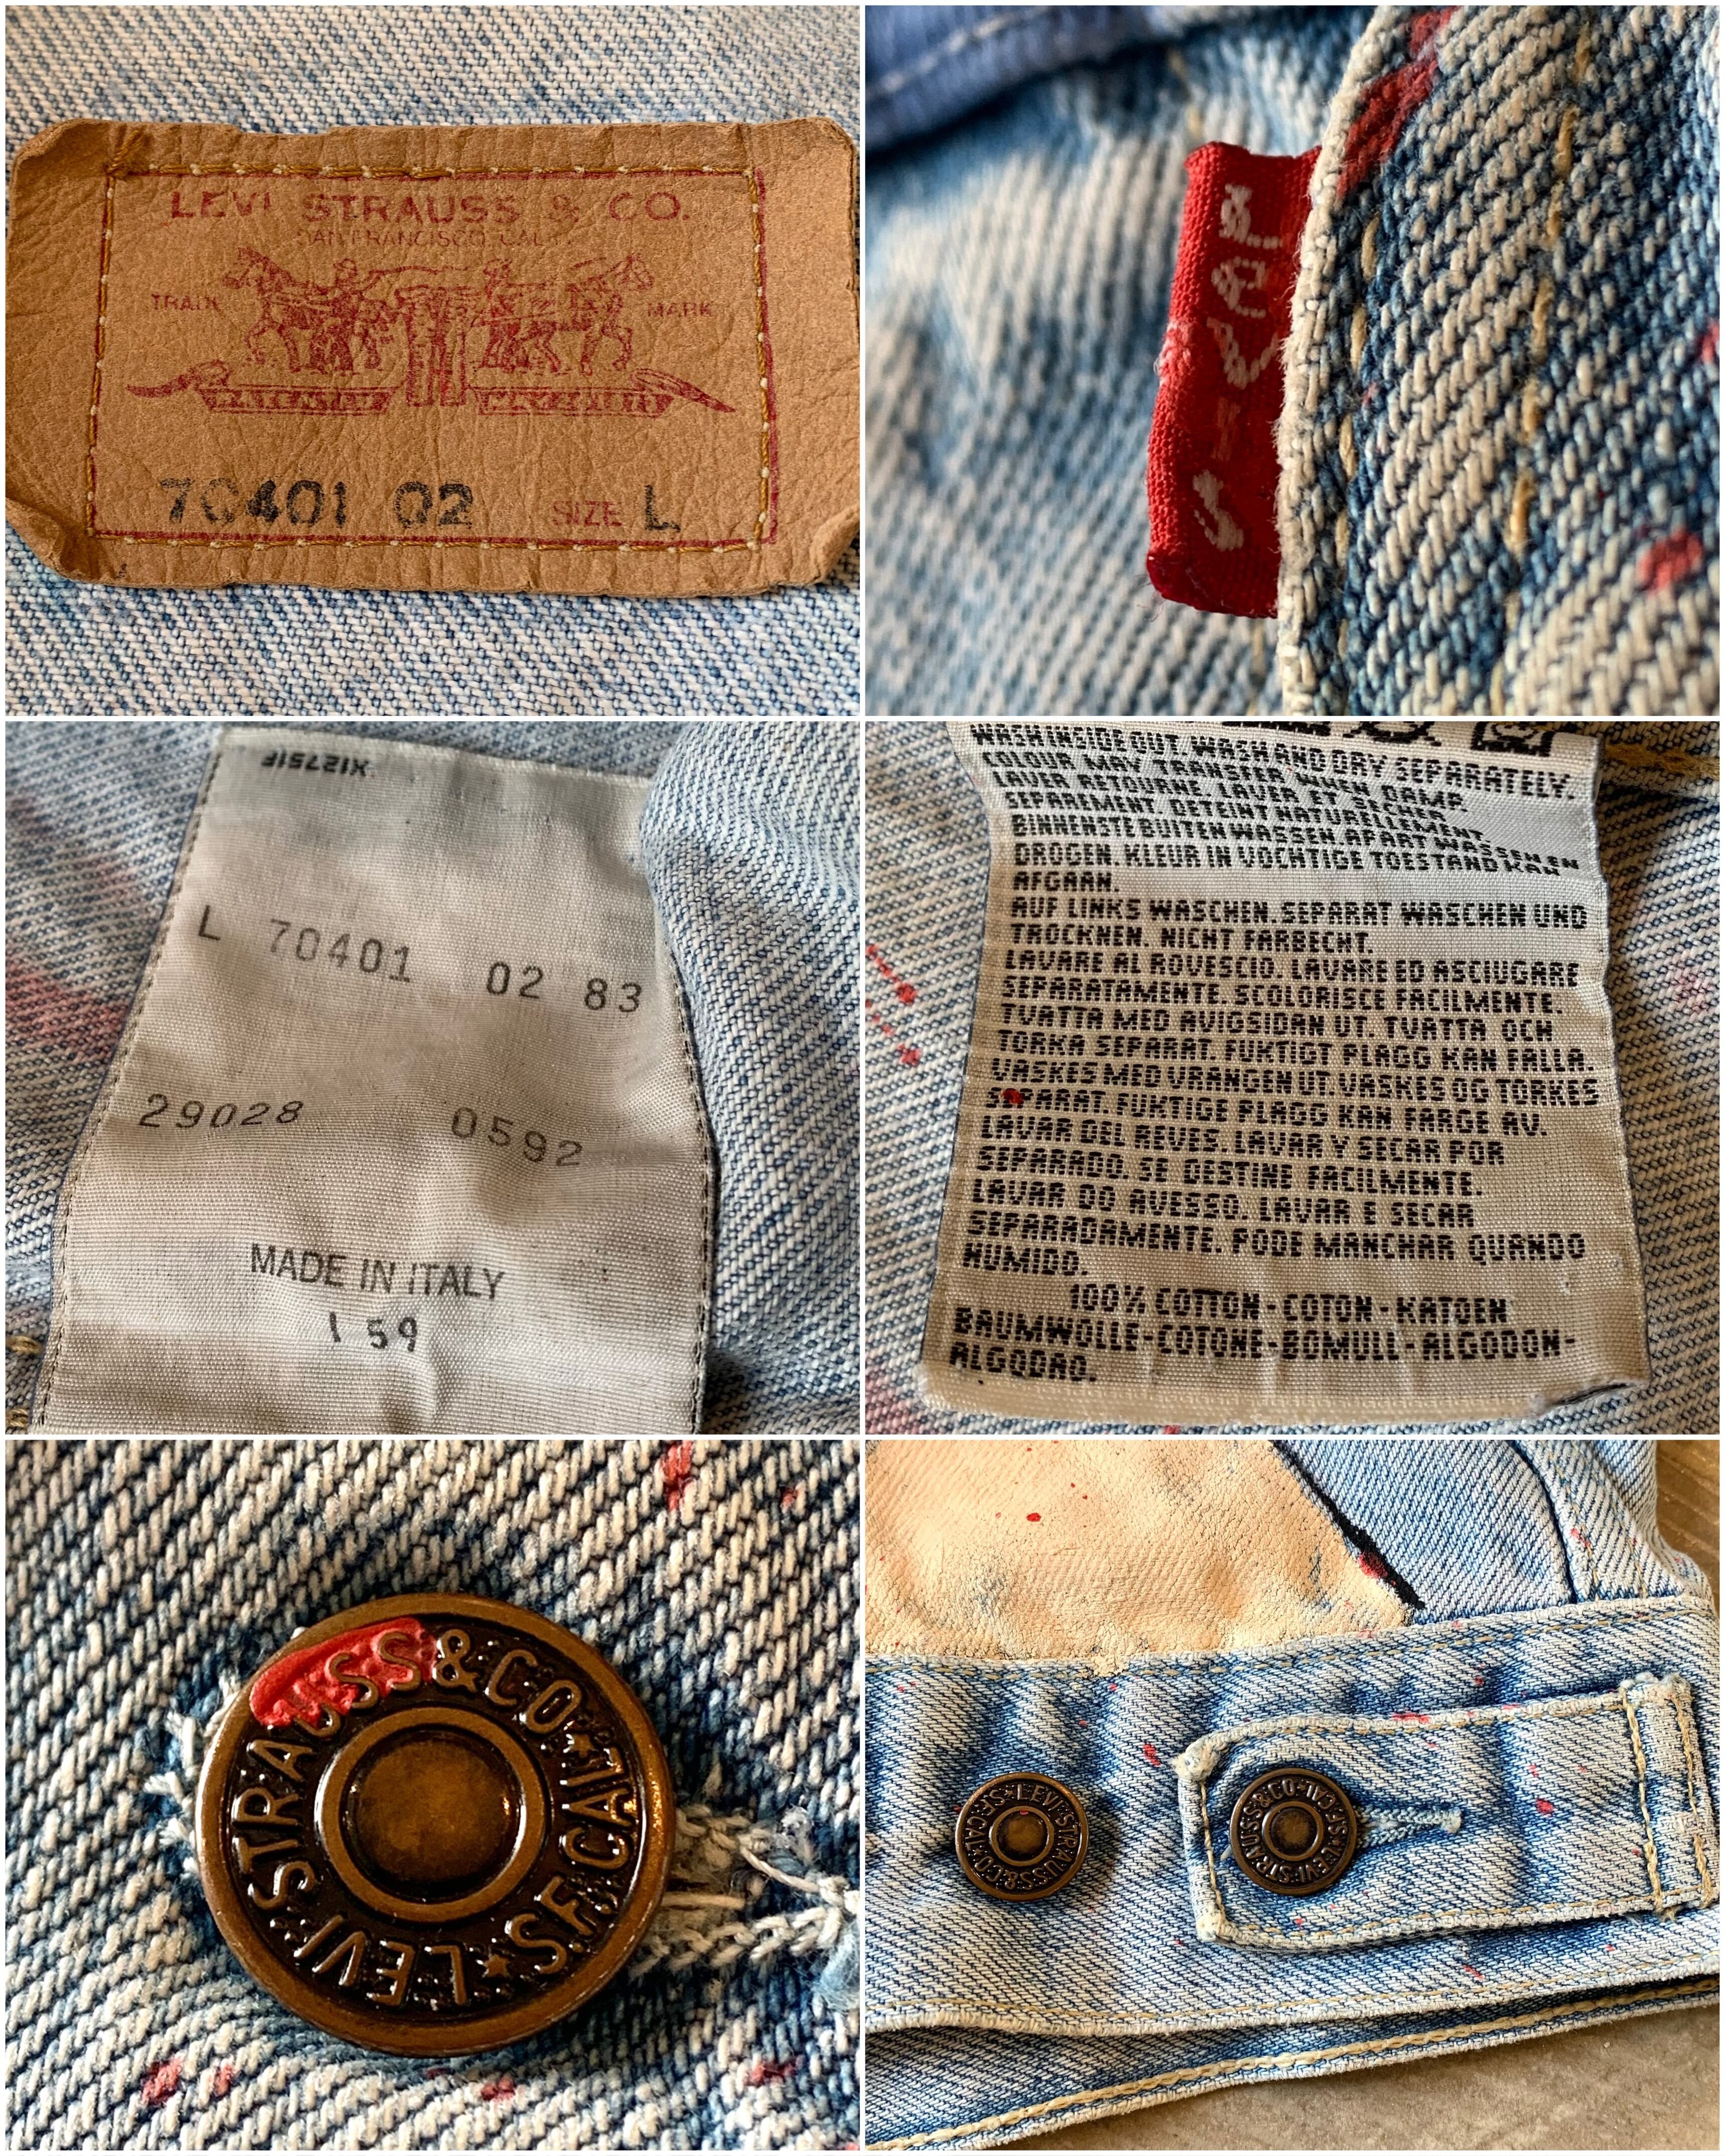 LEVI STRAUSS & CO.
SAN FRANCISCO, CALIF.
TRADE MARK
70401 02 SIZE L
LEVI'S
X12751F
L 70401 02 83
29028 0592
MADE IN ITALY
159
WASH INSIDE OUT. WASH AND DRY SEPARATELY.
COLOUR MAY TRANSFER WHEN DAMP.
LAVER RTOURNE. LAVER ET SECHER
SEPAREMENT. DETEINT NATURELLEMENT.
BINNENSTE BUITEN WASSEN. APART WASSEN EN
DROGEN. KLEUR IN VOCHTIGE TOESTAND KAN
AFGAAN.
AUF LINKS WASCHEN. SEPARAT WASCHEN UND
TROCKNEN. NICHT FARBECHT.
LAVARE AL ROVESCIO. LAVARE ED ASCIUGARE
SEPARATAMENTE. SCOLORISCE FACILMENTE.
TVATTA MED AVIGSIDAN UT. TVATTA OCH
TORKA SEPARAT. FUKTIGT PLAGG KAN FALLA.
VASKES MED VRANGEN UT. VASKES OG TORKES
SEPARAT. FUKTIGE PLAGG KAN FARGE AV.
LAVAR DEL REVES. LAVAR Y SECAR POR
SEPARADO. SE DESTINE FACILMENTE.
LAVAR DO AVESSO. LAVAR E SECAR
SEPARADAMENTE. PODE MANCHAR QUANDO
HUMIDO.
100% COTTON - COTON - KATOEN
BAUMWOLLE - COTONE - BOMULL - ALGODON -
ALGODAO.
LEVI STRAUSS & CO ★ S.F. CAL ★
LEVI STRAUSS & CO. S.F. CAL
LEVI STRAUSS & CO. S.F. CAL